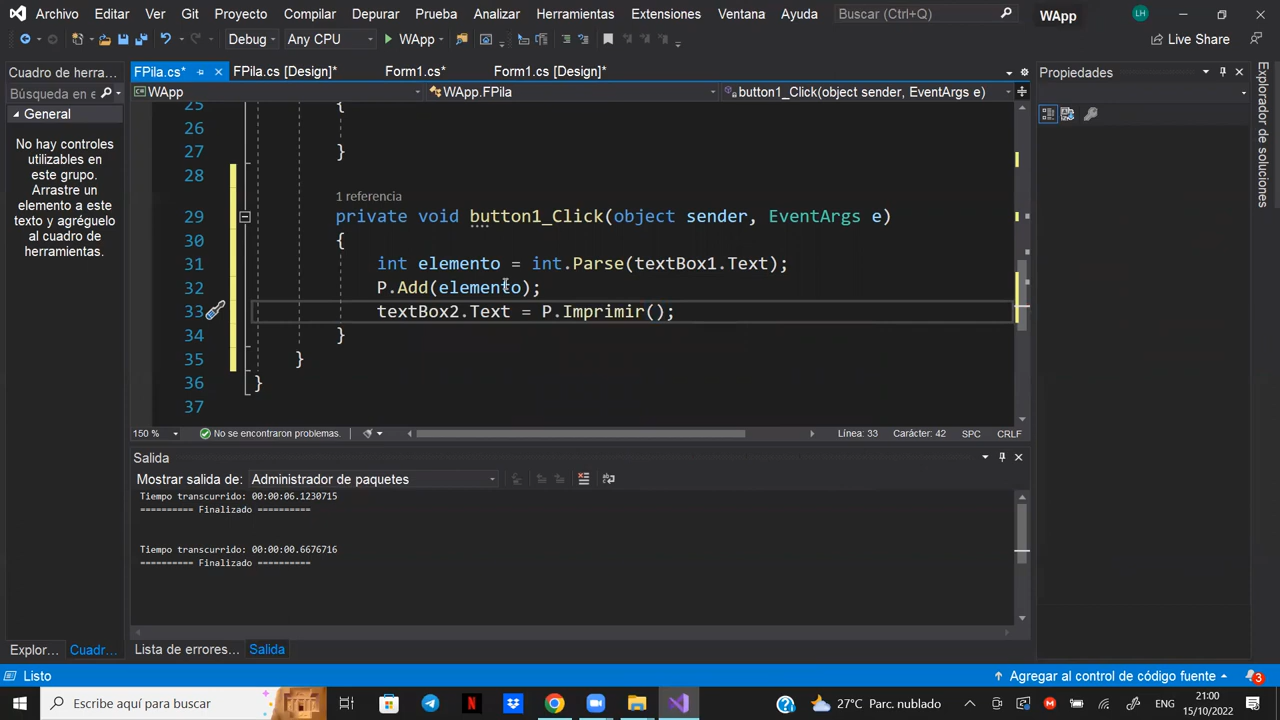 Archivo Editar Ver Git Proyecto Compilar Depurar Prueba Analizar Herramientas Extensiones Ventana Ayuda Buscar (Ctrl+Q) WApp LH
Debug Any CPU WApp Live Share
Cuadro de herra...
FPila.cs* FPila.cs [Design]* Form1.cs* Form1.cs [Design]*
Propiedades
Búsqueda en e
WApp WApp.FPila button1_Click(object sender, EventArgs e)
General
No hay controles
utilizables en
este grupo.
Arrastre un
elemento a este
texto y agréguelo
al cuadro de
herramientas.
25 {
26
27 }
28
1 referencia
29 private void button1_Click(object sender, EventArgs e)
30 {
31 int elemento = int.Parse(textBox1.Text);
32 P.Add(elemento);
33 textBox2.Text = P.Imprimir();
34 }
35 }
36 }
37
Explorador de soluciones
150 % No se encontraron problemas. Línea: 33 Carácter: 42 SPC CRLF
Salida
Mostrar salida de: Administrador de paquetes
Tiempo transcurrido: 00:00:06.1230715
========== Finalizado ==========
Tiempo transcurrido: 00:00:00.6676716
========== Finalizado ==========
Explor... Cuadr... Lista de errores... Salida
Listo Agregar al control de código fuente 3
Escribe aquí para buscar 27°C Parc. nublado ENG 21:00
15/10/2022